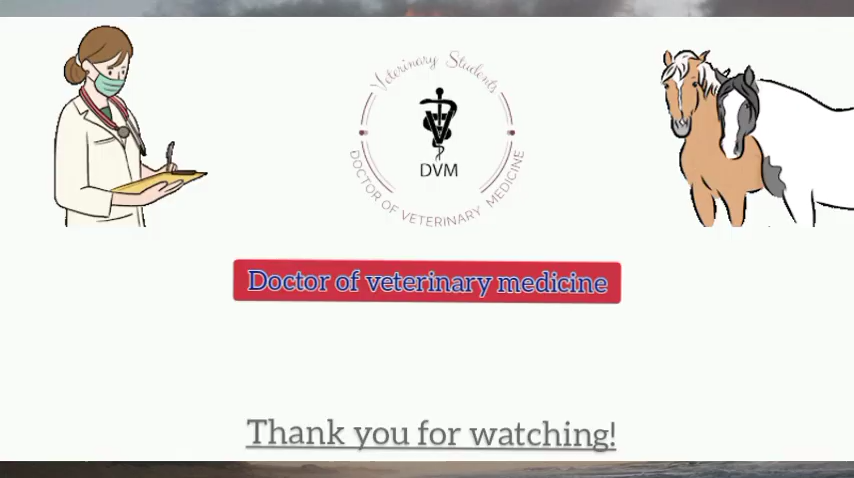 Veterinary Students
DVM
DOCTOR OF VETERINARY MEDICINE
Doctor of veterinary medicine
Thank you for watching!